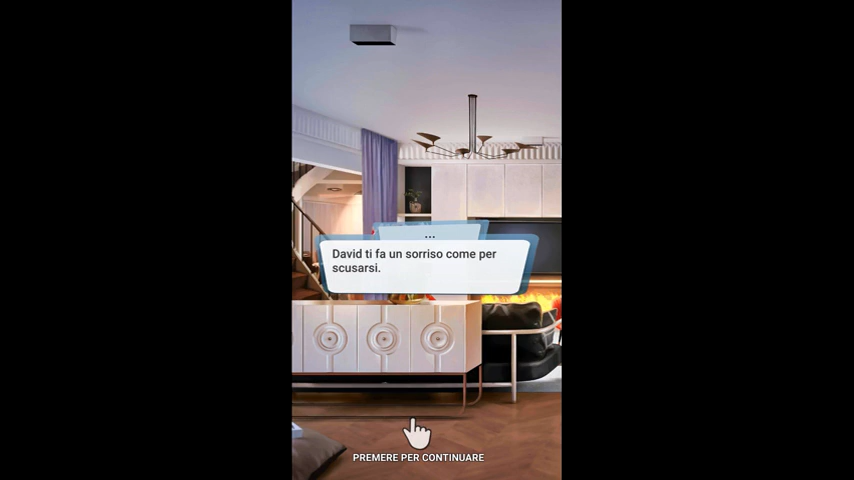 ...
David ti fa un sorriso come per
scusarsi.
PREMERE PER CONTINUARE